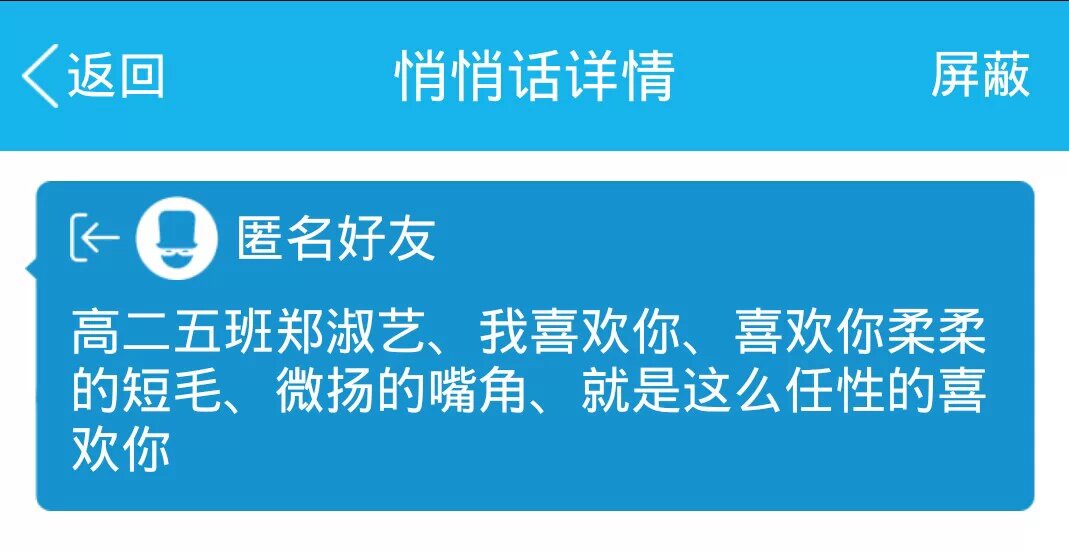 返回 悄悄话详情 屏蔽
匿名好友
高二五班郑淑艺、我喜欢你、喜欢你柔柔
的短毛、微扬的嘴角、就是这么任性的喜
欢你